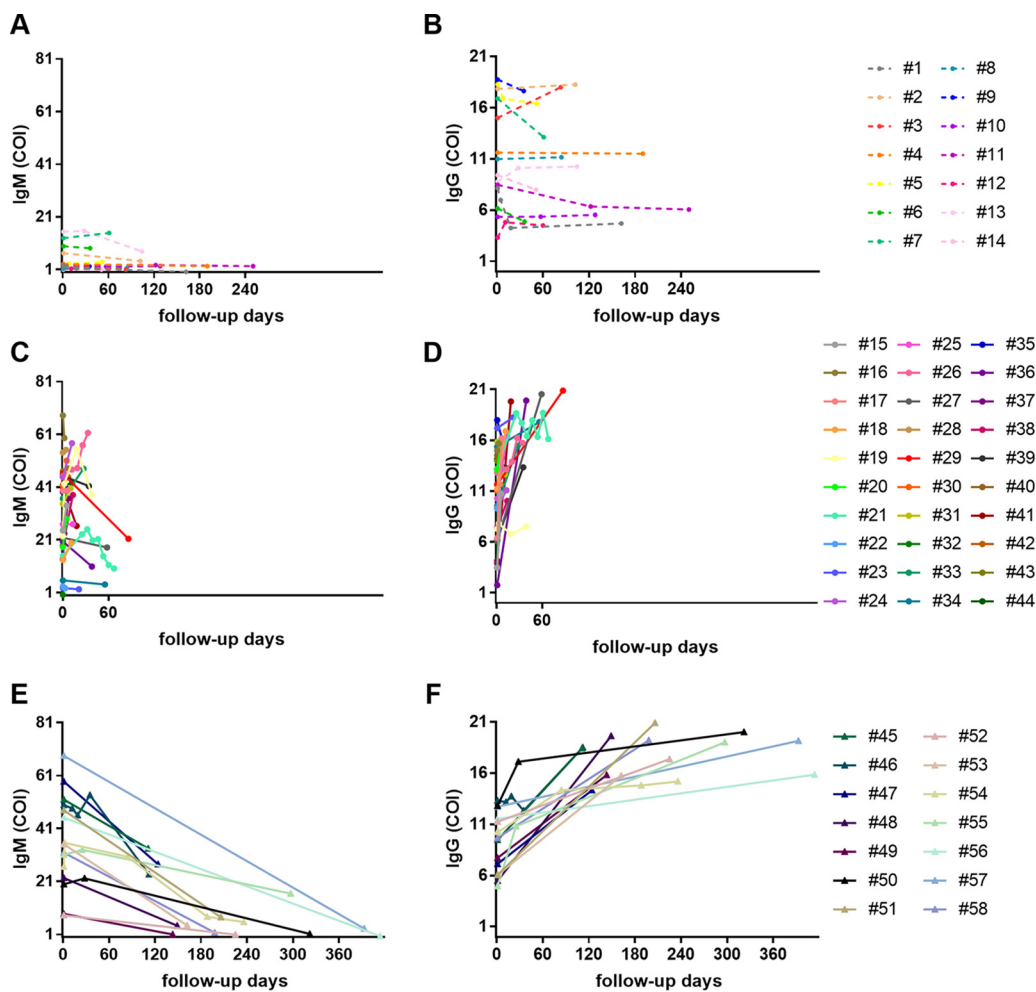 A
81
61
41
21
1
IgM (COI)
0 60 120 180 240
follow-up days
B
21
16
11
6
1
IgG (COI)
0 60 120 180 240
follow-up days
#1 #8
#2 #9
#3 #10
#4 #11
#5 #12
#6 #13
#7 #14
C
81
61
41
21
1
IgM (COI)
0 60
follow-up days
D
21
16
11
6
1
IgG (COI)
0 60
follow-up days
#15 #25 #35
#16 #26 #36
#17 #27 #37
#18 #28 #38
#19 #29 #39
#20 #30 #40
#21 #31 #41
#22 #32 #42
#23 #33 #43
#24 #34 #44
E
81
61
41
21
1
IgM (COI)
0 60 120 180 240 300 360
follow-up days
F
21
16
11
6
1
IgG (COI)
0 60 120 180 240 300 360
follow-up days
#45 #52
#46 #53
#47 #54
#48 #55
#49 #56
#50 #57
#51 #58